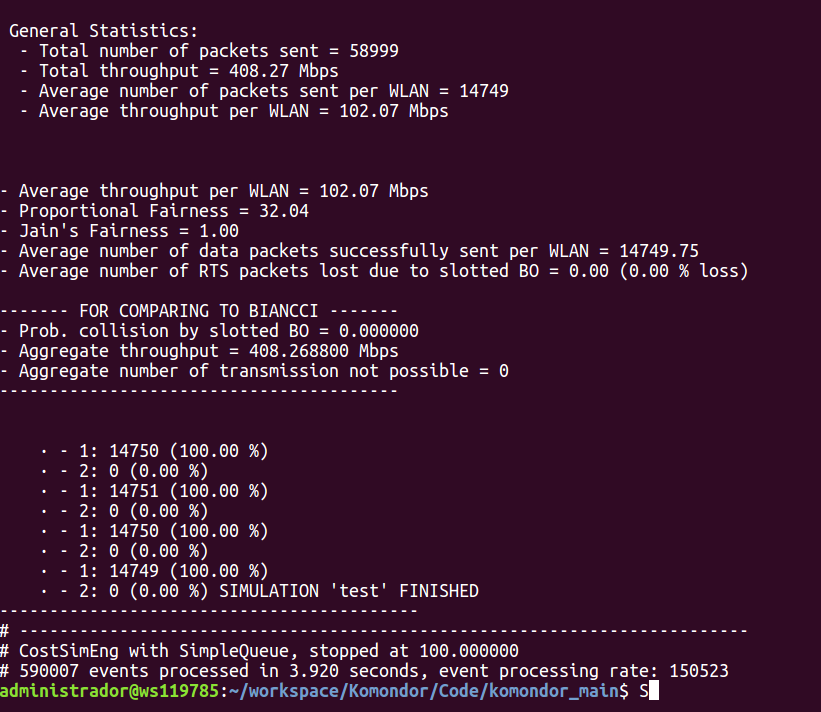 General Statistics:
- Total number of packets sent = 58999
- Total throughput = 408.27 Mbps
- Average number of packets sent per WLAN = 14749
- Average throughput per WLAN = 102.07 Mbps
- Average throughput per WLAN = 102.07 Mbps
- Proportional Fairness = 32.04
- Jain's Fairness = 1.00
- Average number of data packets successfully sent per WLAN = 14749.75
- Average number of RTS packets lost due to slotted BO = 0.00 (0.00 % loss)
------- FOR COMPARING TO BIANCCI -------
- Prob. collision by slotted BO = 0.000000
- Aggregate throughput = 408.268800 Mbps
- Aggregate number of transmission not possible = 0
----------------------------------------
· - 1: 14750 (100.00 %)
· - 2: 0 (0.00 %)
· - 1: 14751 (100.00 %)
· - 2: 0 (0.00 %)
· - 1: 14750 (100.00 %)
· - 2: 0 (0.00 %)
· - 1: 14749 (100.00 %)
· - 2: 0 (0.00 %) SIMULATION 'test' FINISHED
------------------------------------------
# -------------------------------------------------------------------------
# CostSimEng with SimpleQueue, stopped at 100.000000
# 590007 events processed in 3.920 seconds, event processing rate: 150523
administrador@ws119785:~/workspace/Komondor/Code/komondor_main$ S